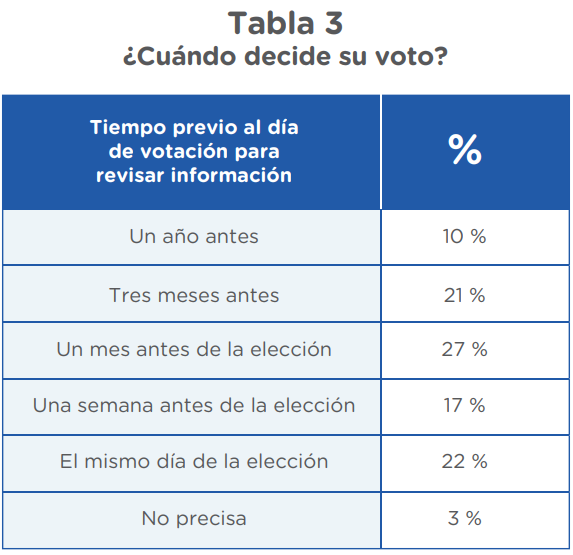 Tabla 3
¿Cuándo decide su voto?
Tiempo previo al día
de votación para
revisar información
%
Un año antes
10 %
Tres meses antes
21 %
Un mes antes de la elección
27 %
Una semana antes de la elección
17 %
El mismo día de la elección
22 %
No precisa
3 %